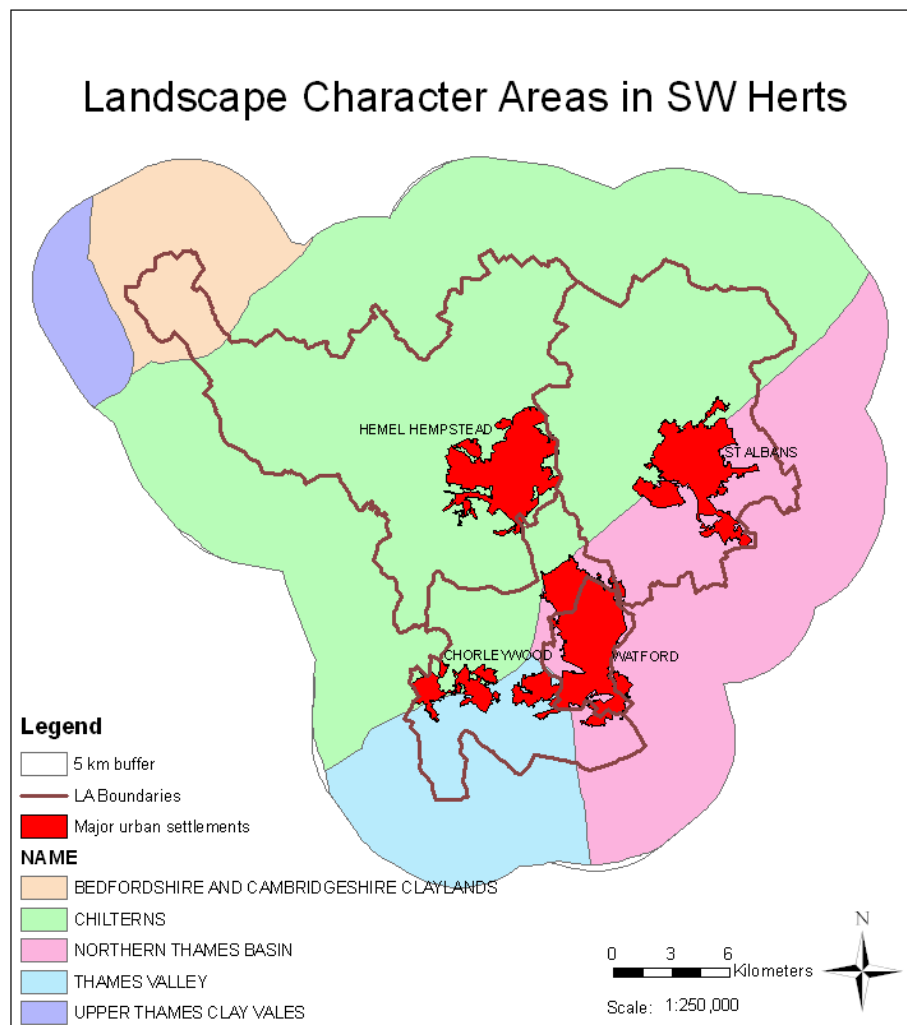 Landscape Character Areas in SW Herts
HEMEL HEMPSTEAD
ST ALBANS
CHORLEYWOOD
WATFORD
Legend
5 km buffer
LA Boundaries
Major urban settlements
NAME
BEDFORDSHIRE AND CAMBRIDGESHIRE CLAYLANDS
CHILTERNS
NORTHERN THAMES BASIN
THAMES VALLEY
UPPER THAMES CLAY VALES
N
0 3 6
Kilometers
Scale: 1:250,000